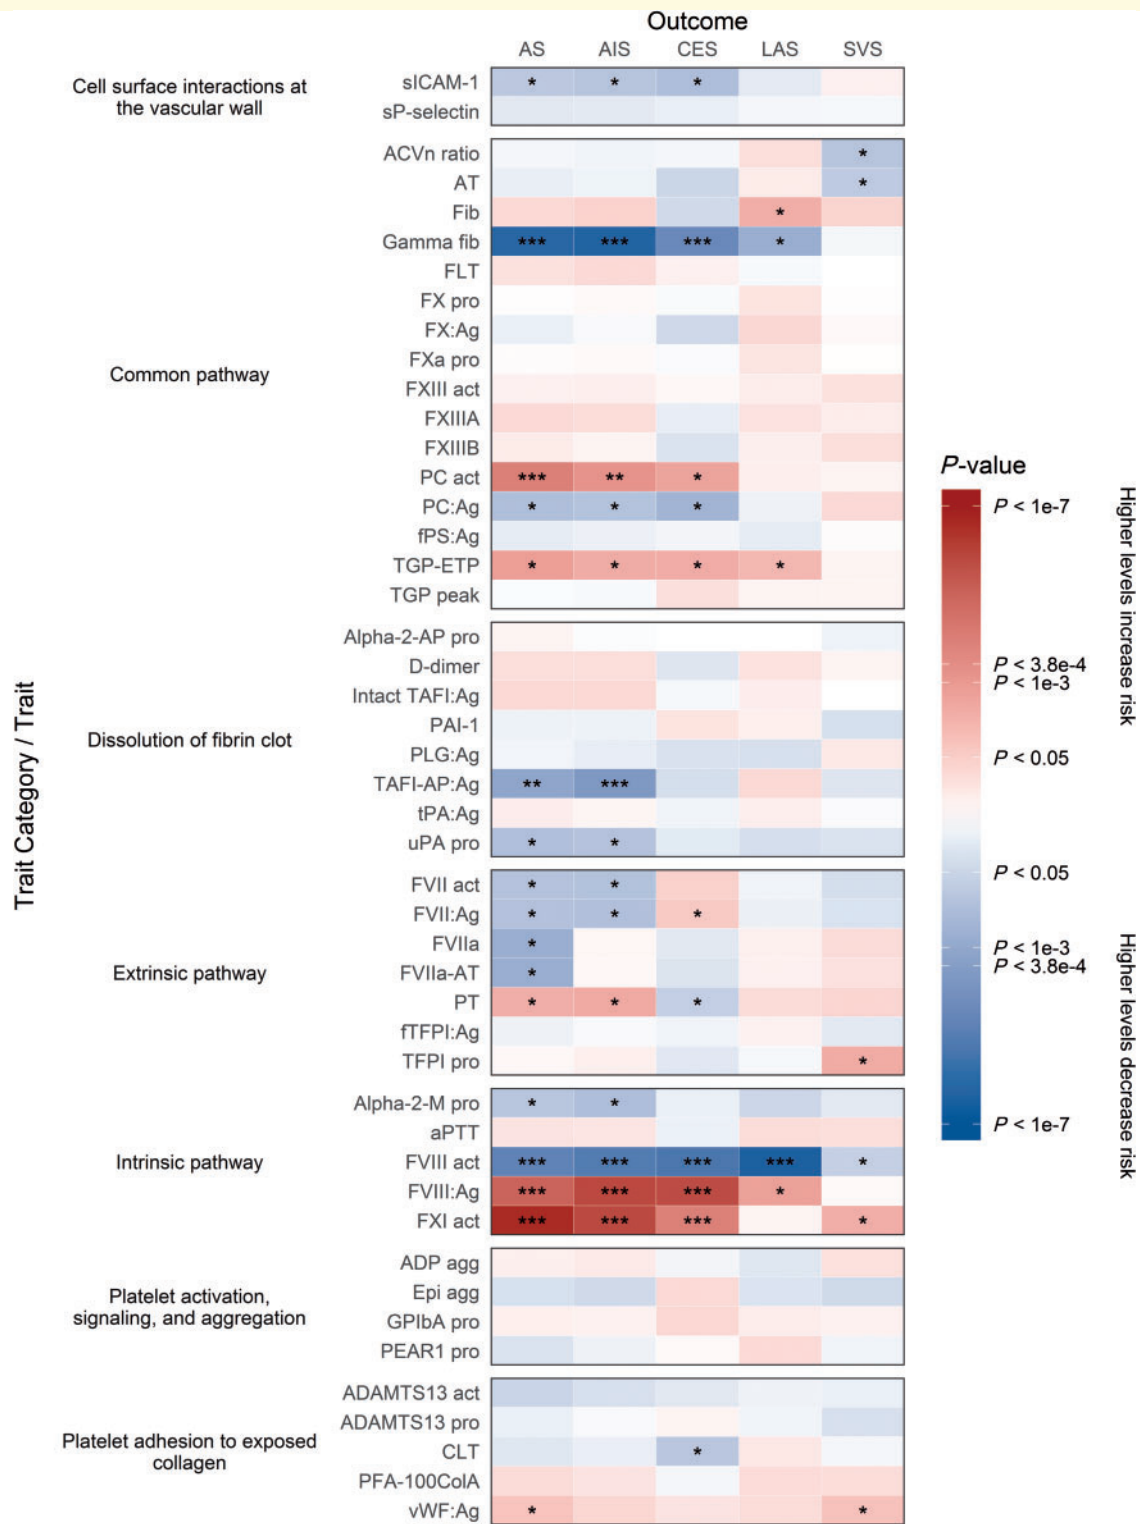 Outcome
AS AIS CES LAS SVS
Cell surface interactions at
the vascular wall
sICAM-1 * * *
sP-selectin
Common pathway
ACVn ratio *
AT *
Fib *
Gamma fib *** *** *** *
FLT
FX pro
FX:Ag
FXa pro
FXIII act
FXIIIA
FXIIIB
PC act *** ** *
PC:Ag * * *
fPS:Ag
TGP-ETP * * * *
TGP peak
Dissolution of fibrin clot
Alpha-2-AP pro
D-dimer
Intact TAFI:Ag
PAI-1
PLG:Ag
TAFI-AP:Ag ** ***
tPA:Ag
uPA pro * *
Extrinsic pathway
FVII act * *
FVII:Ag * * *
FVIIa *
FVIIa-AT *
PT * * *
fTFPI:Ag
TFPI pro *
Intrinsic pathway
Alpha-2-M pro * *
aPTT
FVIII act *** *** *** *** *
FVIII:Ag *** *** *** *
FXI act *** *** *** *
Platelet activation,
signaling, and aggregation
ADP agg
Epi agg
GPIbA pro
PEAR1 pro
Platelet adhesion to exposed
collagen
ADAMTS13 act
ADAMTS13 pro
CLT *
PFA-100ColA
vWF:Ag * *
Trait Category / Trait
P-value
P < 1e-7
P < 3.8e-4
P < 1e-3
P < 0.05
P < 0.05
P < 1e-3
P < 3.8e-4
P < 1e-7
Higher levels increase risk
Higher levels decrease risk